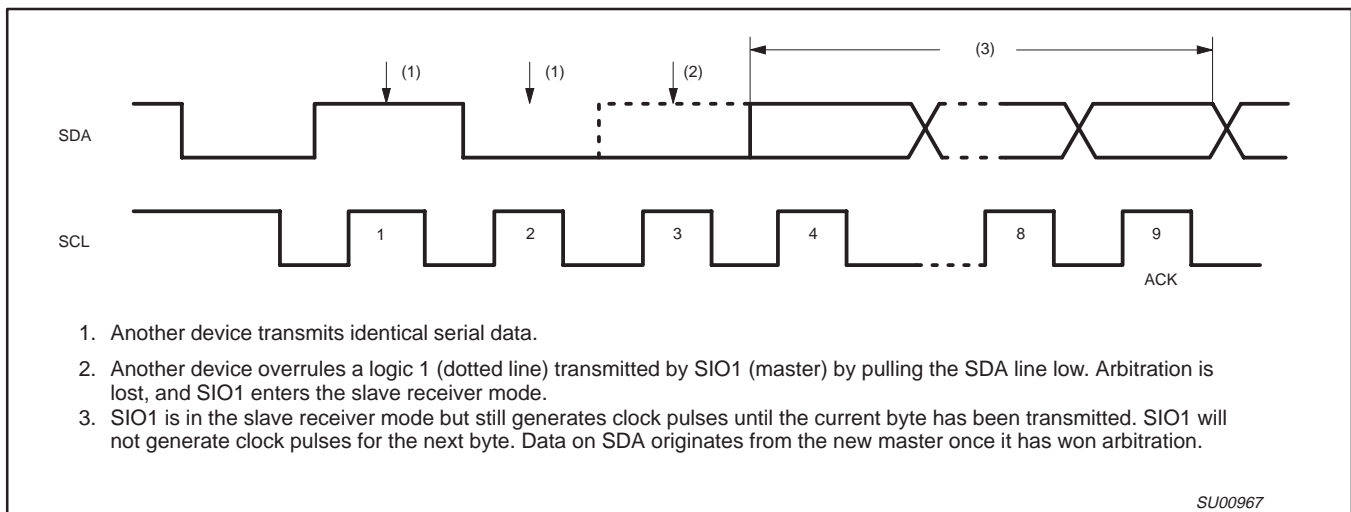 (1) (1) (2) (3)
SDA
SCL 1 2 3 4 8 9
ACK
1. Another device transmits identical serial data.
2. Another device overrules a logic 1 (dotted line) transmitted by SIO1 (master) by pulling the SDA line low. Arbitration is
lost, and SIO1 enters the slave receiver mode.
3. SIO1 is in the slave receiver mode but still generates clock pulses until the current byte has been transmitted. SIO1 will
not generate clock pulses for the next byte. Data on SDA originates from the new master once it has won arbitration.
SU00967